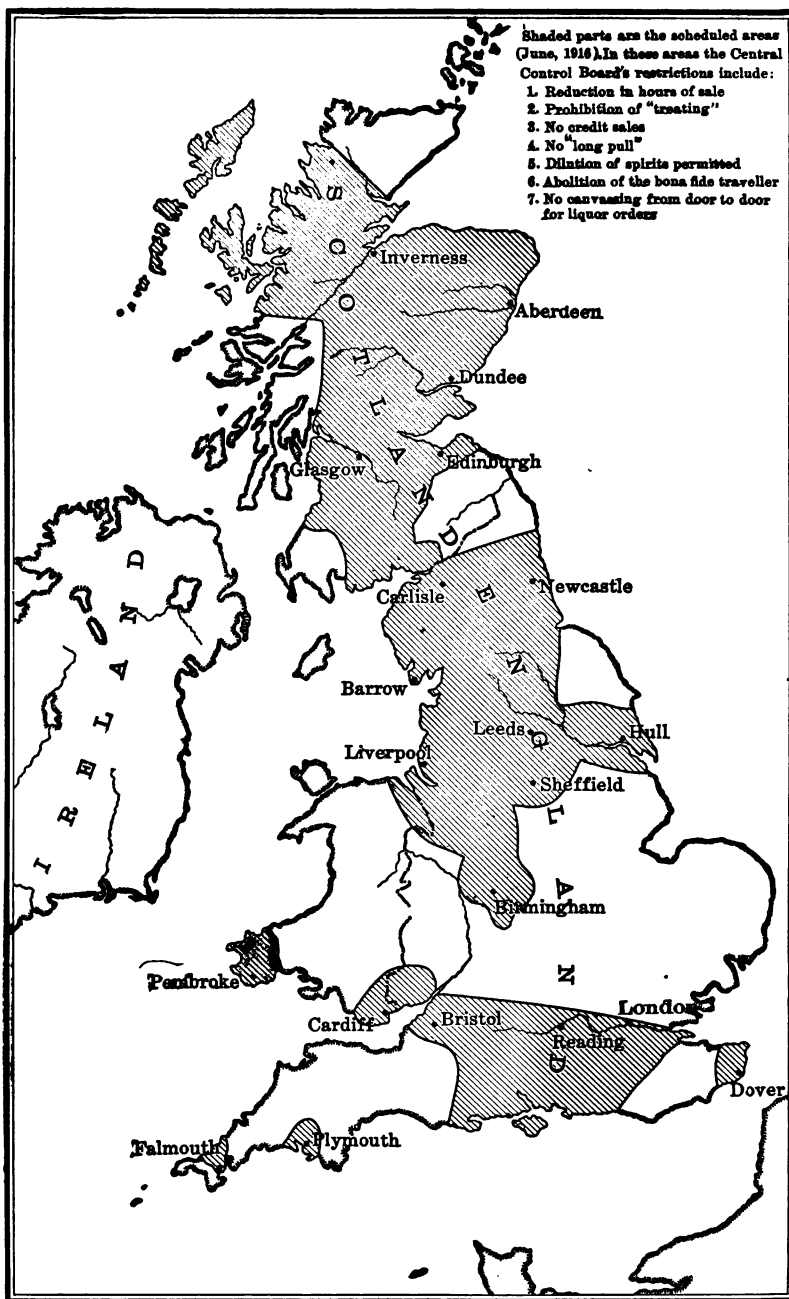 Shaded parts are the scheduled areas
(June, 1916). In these areas the Central
Control Board's restrictions include:
1. Reduction in hours of sale
2. Prohibition of "treating"
3. No credit sales
4. No "long pull"
5. Dilution of spirits permitted
6. Abolition of the bona fide traveller
7. No canvassing from door to door
for liquor orders
SCOTLAND
Inverness
Aberdeen
Dundee
Glasgow
Edinburgh
IRELAND
ENGLAND
Carlisle
Newcastle
Barrow
Leeds
Hull
Liverpool
Sheffield
Birmingham
Pembroke
Cardiff
Bristol
London
Reading
Dover
Falmouth
Plymouth